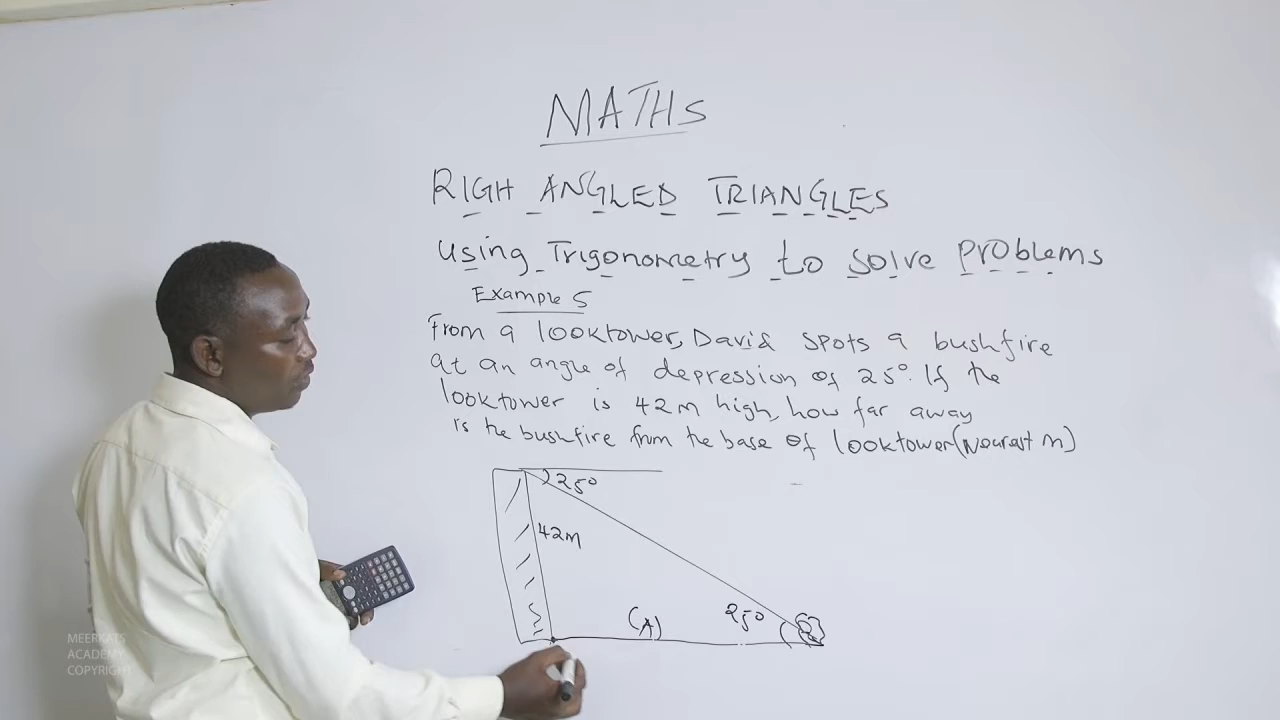 MATHS
RIGH ANGLED TRIANGLES
Using Trigonometry to solve problems
Example 5
From a looktower, David spots a bushfire
at an angle of depression of 25°. If the
looktower is 42m high, how far away
is the bushfire from the base of looktower (Nearest m)
25°
42m
(A)
25°
MEERKATS
ACADEMY
COPYRIGHT